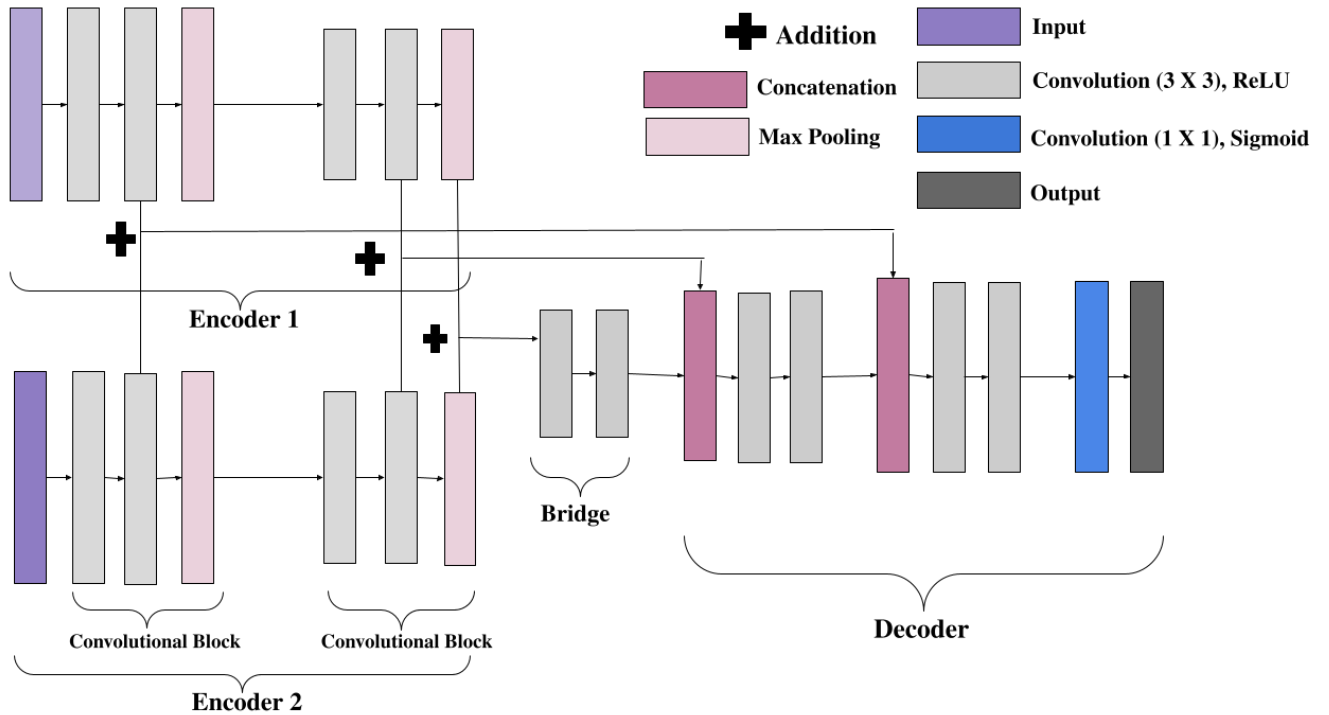 Addition
Concatenation
Max Pooling
Input
Convolution (3 X 3), ReLU
Convolution (1 X 1), Sigmoid
Output
Encoder 1
Bridge
Convolutional Block
Convolutional Block
Decoder
Encoder 2